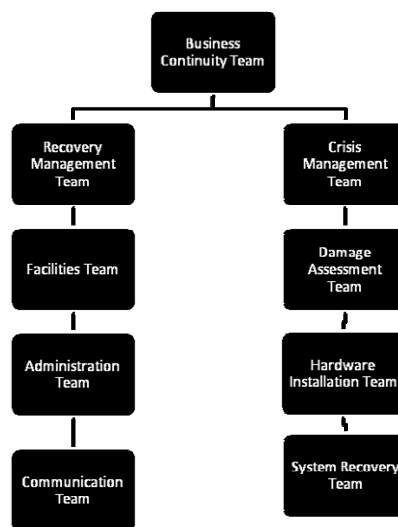 Business
Continuity Team
Recovery
Management
Team
Crisis
Management
Team
Facilities Team
Damage
Assessment
Team
Administration
Team
Hardware
Installation Team
Communication
Team
System Recovery
Team